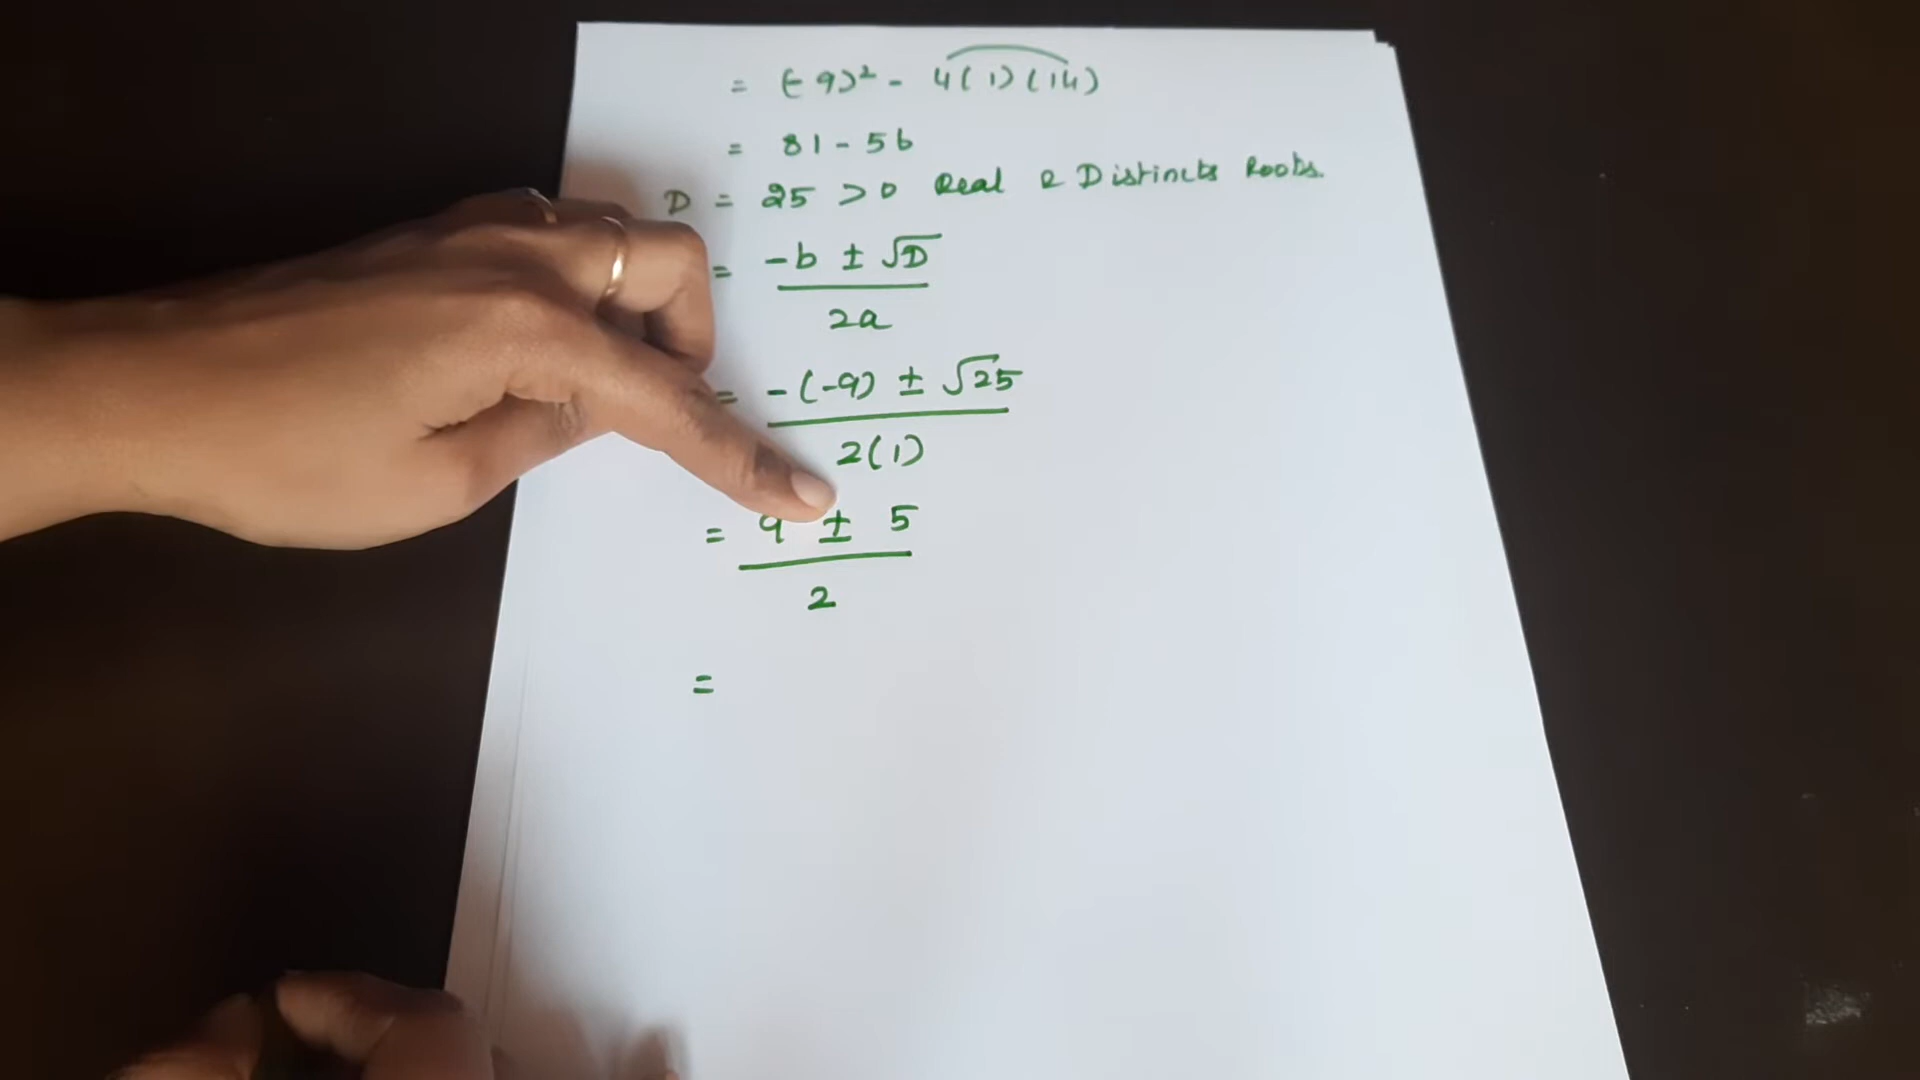 = (-9)² - 4(1)(14)
= 81 - 56
D = 25 > 0 Real & Distincts Roots.
= -b ± √D
2a
= -(-9) ± √25
2(1)
= 9 ± 5
2
=